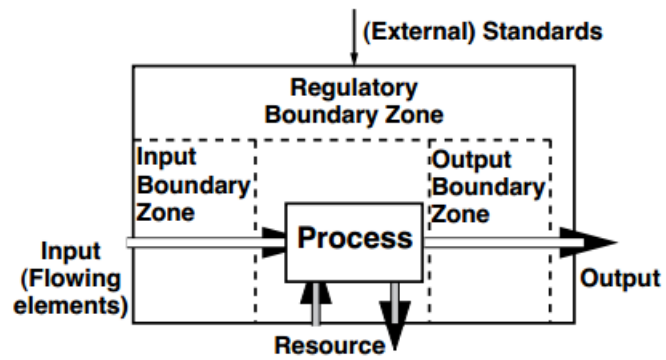 (External) Standards
Regulatory
Boundary Zone
Input
Boundary
Zone
Output
Boundary
Zone
Process
Input
(Flowing
elements)
Output
Resource